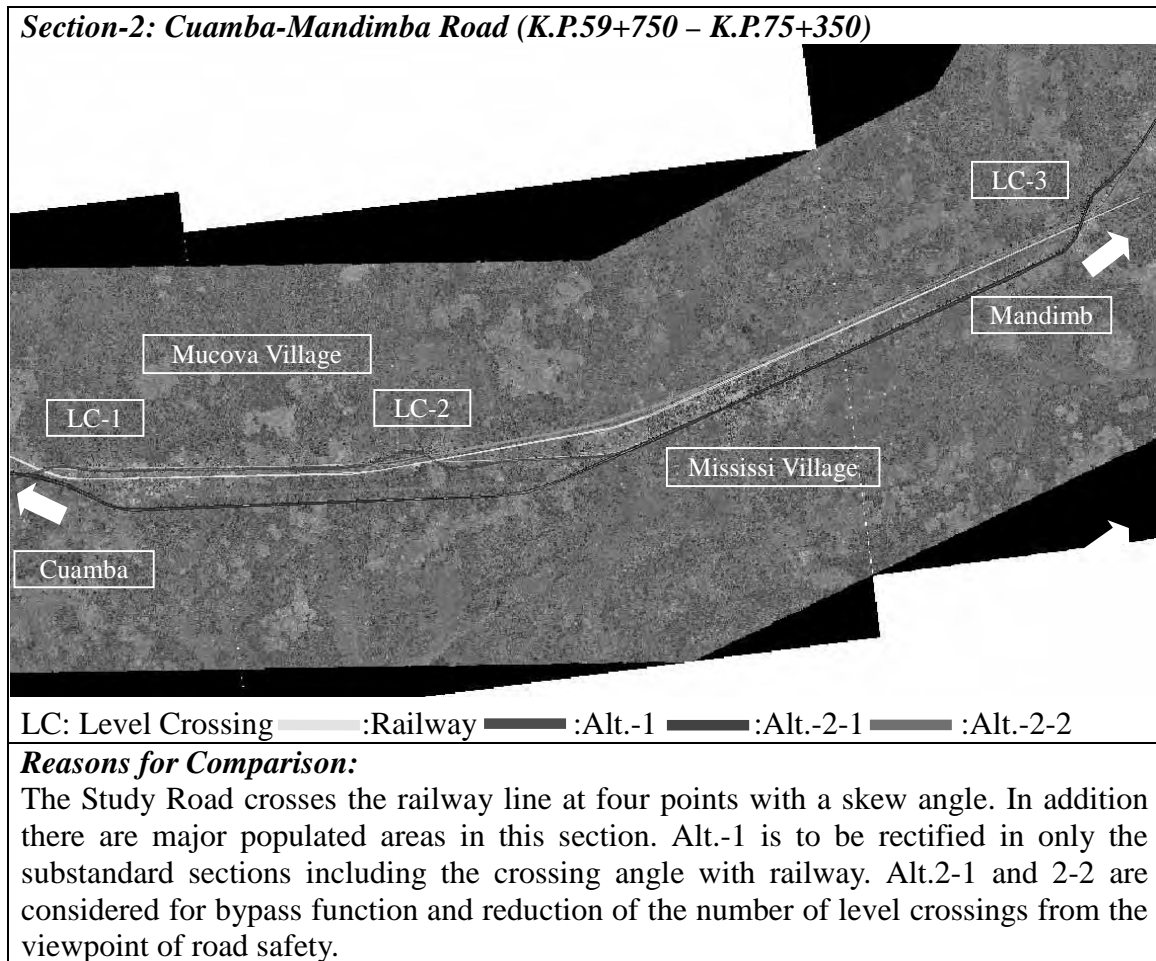 Section-2: Cuamba-Mandimba Road (K.P.59+750 – K.P.75+350)
LC-3
Mandimb
Mucova Village
LC-1
LC-2
Mississi Village
Cuamba
LC: Level Crossing :Railway :Alt.-1 :Alt.-2-1 :Alt.-2-2
Reasons for Comparison:
The Study Road crosses the railway line at four points with a skew angle. In addition
there are major populated areas in this section. Alt.-1 is to be rectified in only the
substandard sections including the crossing angle with railway. Alt.2-1 and 2-2 are
considered for bypass function and reduction of the number of level crossings from the
viewpoint of road safety.